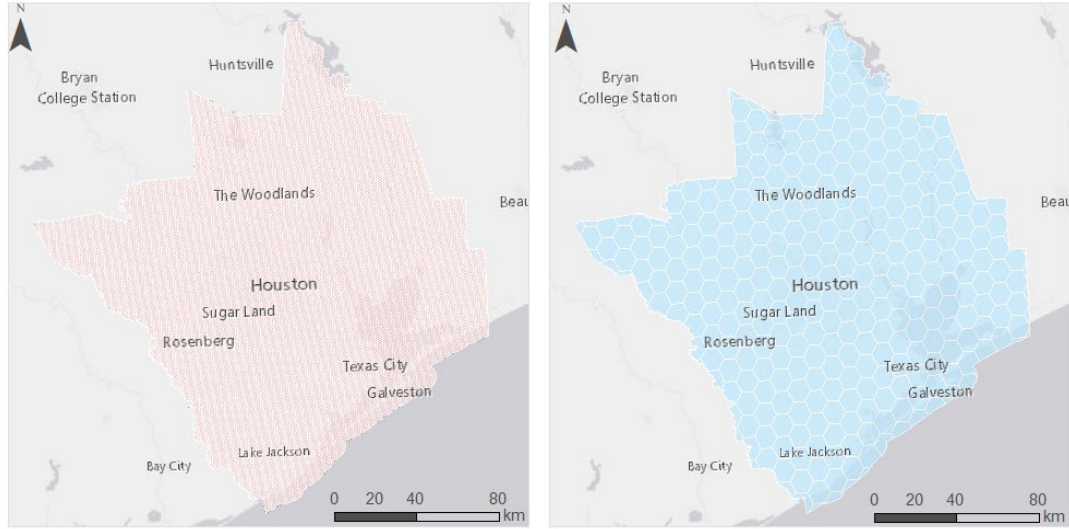 N
Huntsville
Bryan
College Station
The Woodlands
Beau
Houston
Sugar Land
Rosenberg
Texas City
Galveston
Lake Jackson
Bay City
0 20 40 80
km
N
Huntsville
Bryan
College Station
The Woodlands
Beau
Houston
Sugar Land
Rosenberg
Texas City
Galveston
Lake Jackson
Bay City
0 20 40 80
km